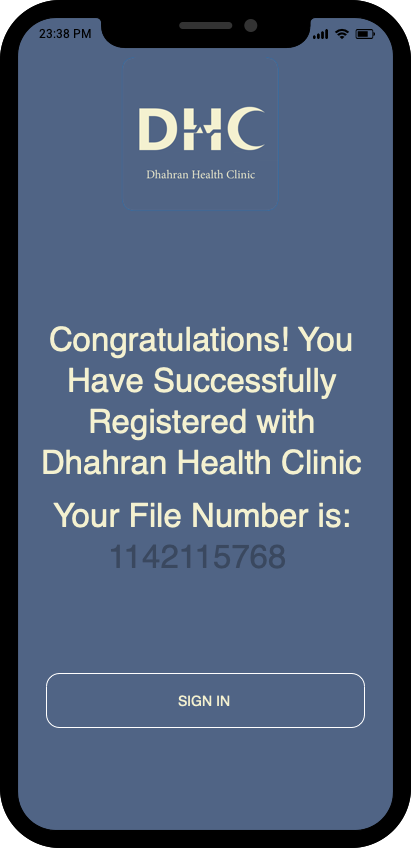 23:38 PM
DHC
Dhahran Health Clinic
Congratulations! You
Have Successfully
Registered with
Dhahran Health Clinic
Your File Number is:
1142115768
SIGN IN